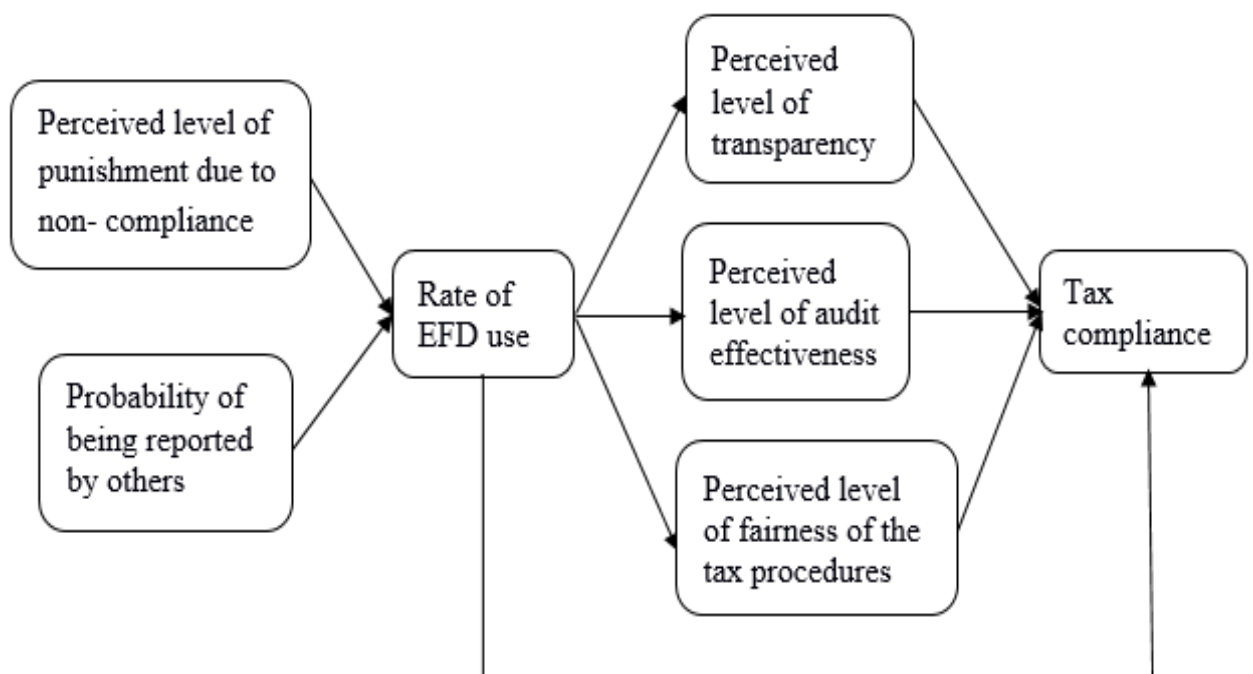 Perceived level of
punishment due to
non- compliance
Probability of
being reported
by others
Rate of
EFD use
Perceived
level of
transparency
Perceived
level of audit
effectiveness
Perceived level
of fairness of the
tax procedures
Tax
compliance